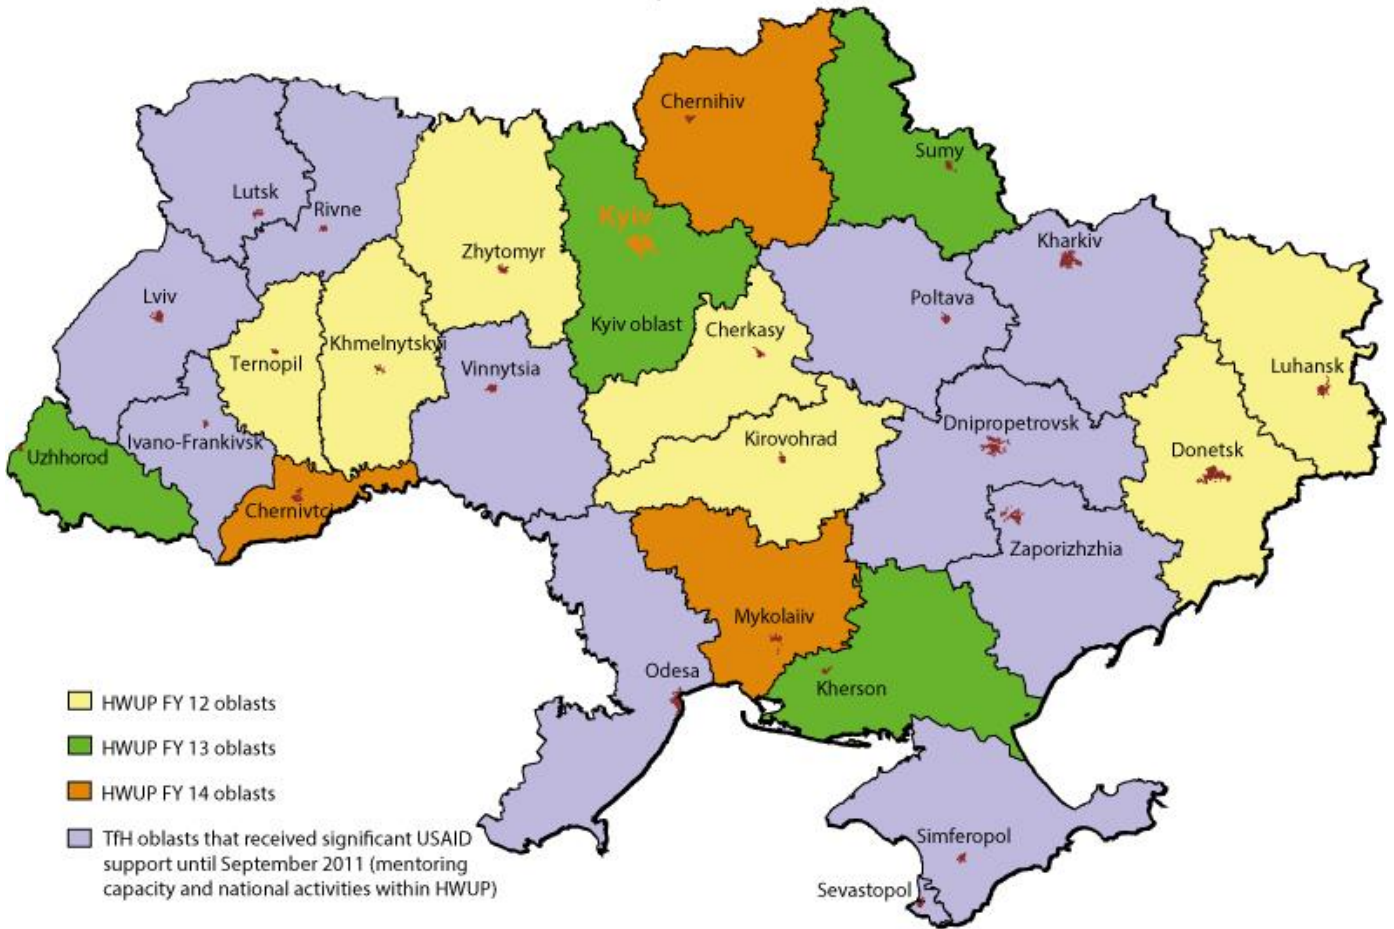 Chernihiv
Sumy
Lutsk
Rivne
Kyiv
Kharkiv
Zhytomyr
Lviv
Poltava
Kyiv oblast
Cherkasy
Khmelnytskyi
Ternopil
Vinnytsia
Luhansk
Dnipropetrovsk
Ivano-Frankivsk
Kirovohrad
Donetsk
Uzhhorod
Chernivtci
Zaporizhzhia
Mykolaiiv
Odesa
Kherson
HWUP FY 12 oblasts
HWUP FY 13 oblasts
HWUP FY 14 oblasts
TfH oblasts that received significant USAID
support until September 2011 (mentoring
capacity and national activities within HWUP)
Simferopol
Sevastopol